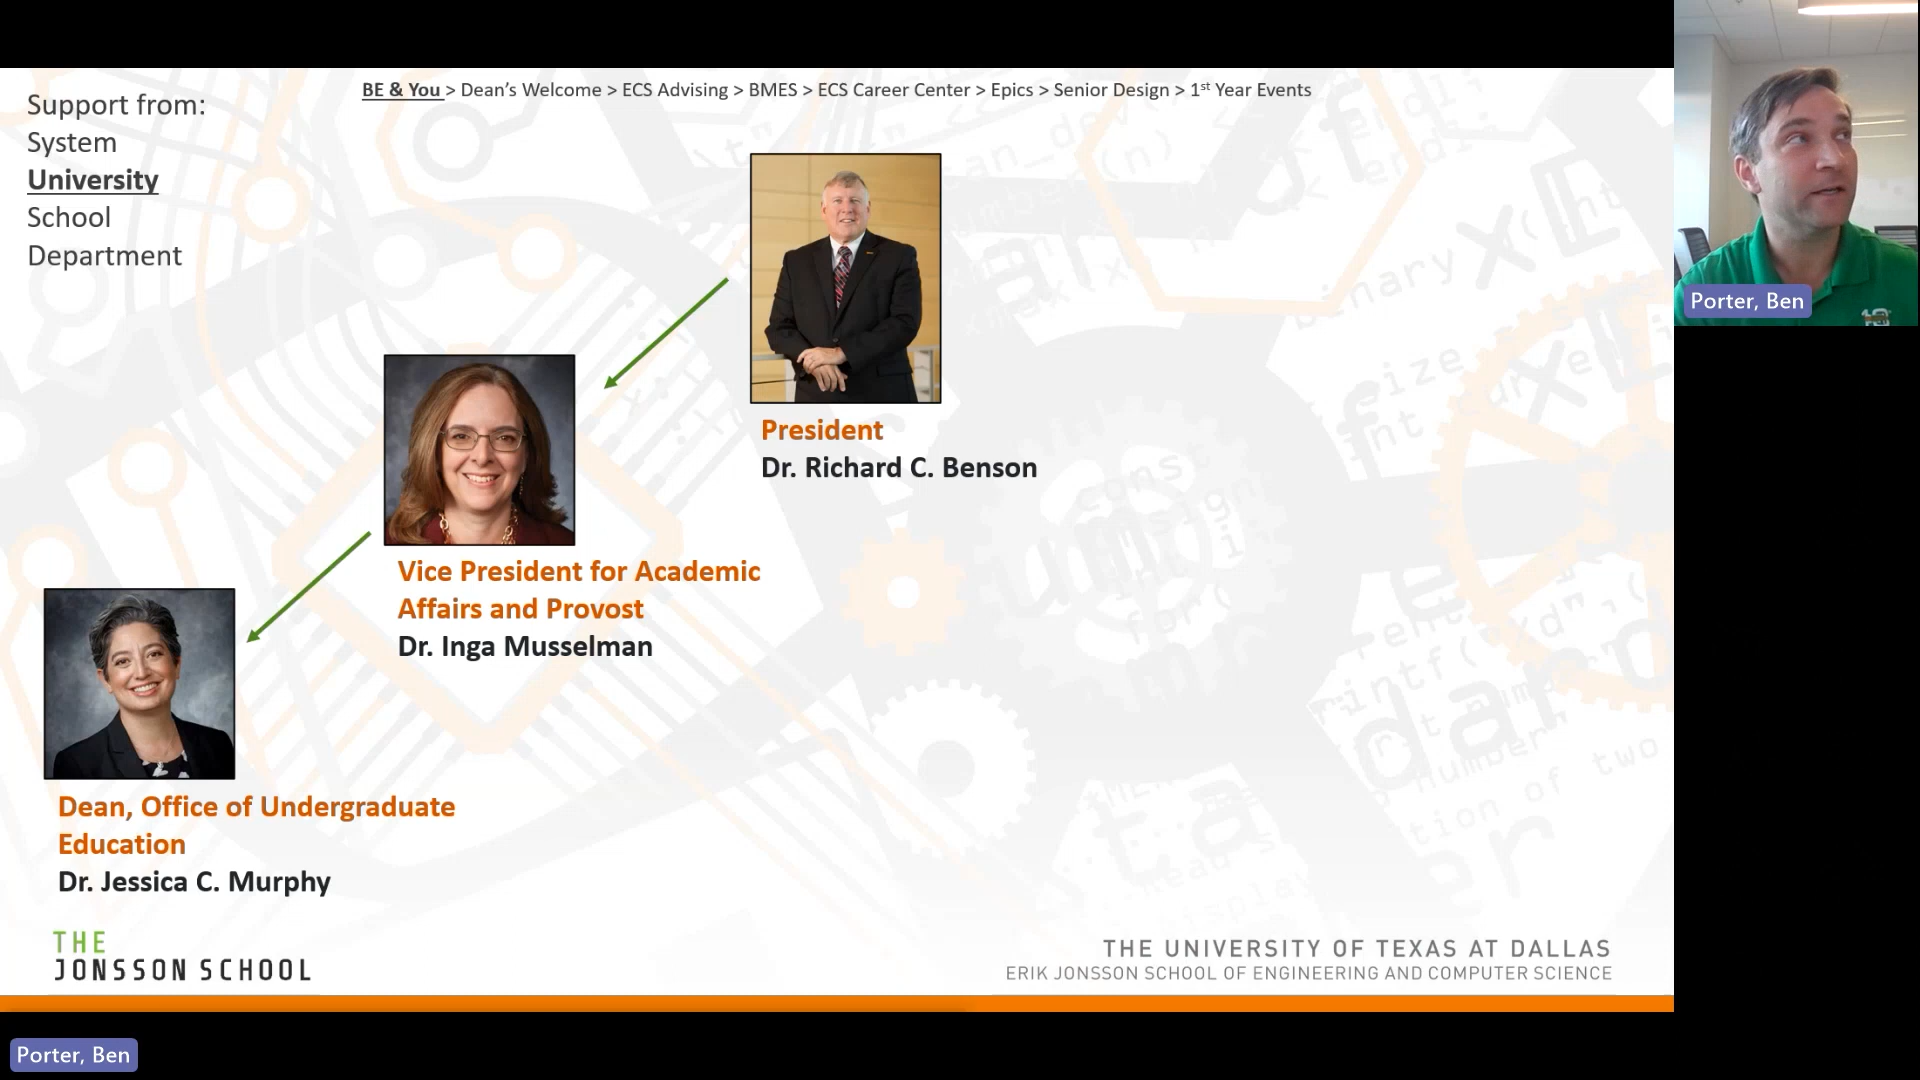 BE & You > Dean's Welcome > ECS Advising > BMES > ECS Career Center > Epics > Senior Design > 1st Year Events
Support from:
System
University
School
Department
President
Dr. Richard C. Benson
Vice President for Academic
Affairs and Provost
Dr. Inga Musselman
Dean, Office of Undergraduate
Education
Dr. Jessica C. Murphy
THE
JONSSON SCHOOL
THE UNIVERSITY OF TEXAS AT DALLAS
ERIK JONSSON SCHOOL OF ENGINEERING AND COMPUTER SCIENCE
Porter, Ben
Porter, Ben